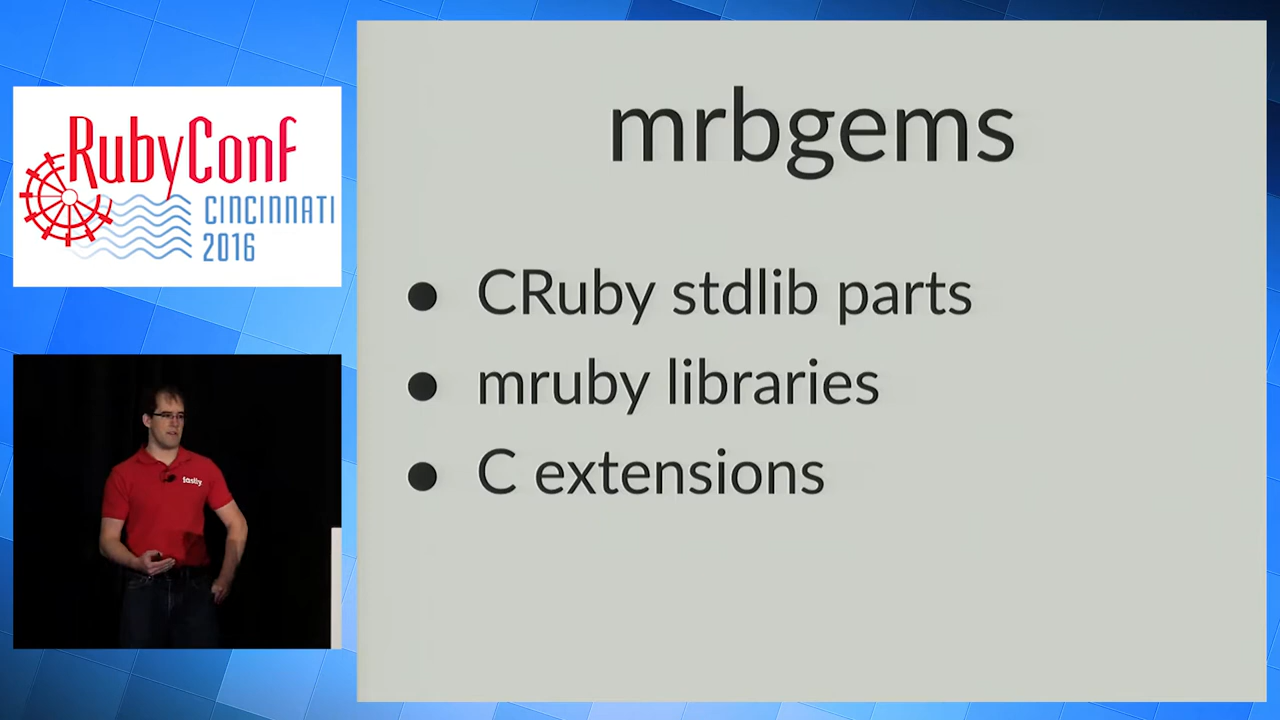 RubyConf
CINCINNATI
2016
fastly
mrbgems
● CRuby stdlib parts
● mruby libraries
● C extensions